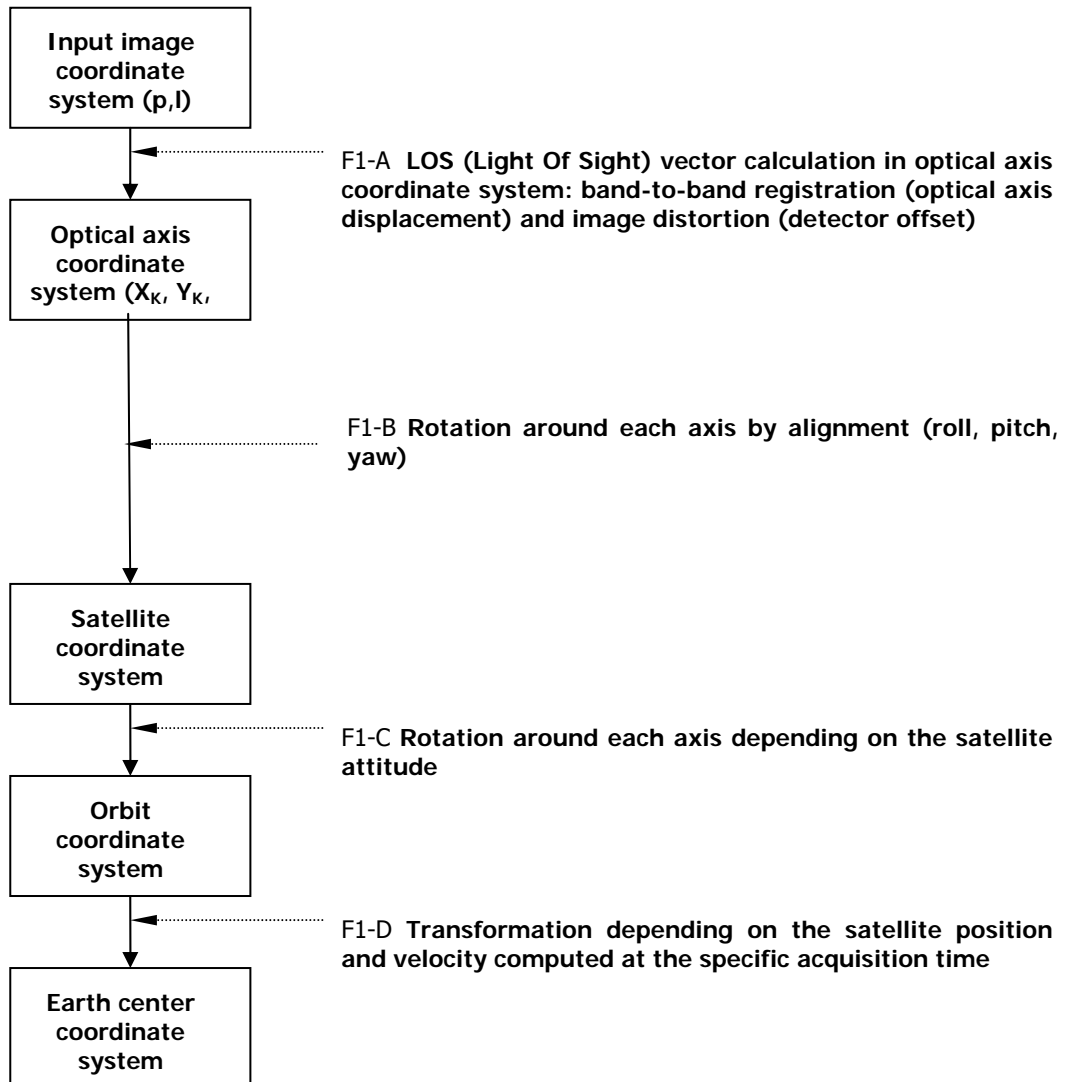 Input image
coordinate
system (p,l)
F1-A LOS (Light Of Sight) vector calculation in optical axis
coordinate system: band-to-band registration (optical axis
displacement) and image distortion (detector offset)
Optical axis
coordinate
system (X_K, Y_K,
F1-B Rotation around each axis by alignment (roll, pitch,
yaw)
Satellite
coordinate
system
F1-C Rotation around each axis depending on the satellite
attitude
Orbit
coordinate
system
F1-D Transformation depending on the satellite position
and velocity computed at the specific acquisition time
Earth center
coordinate
system